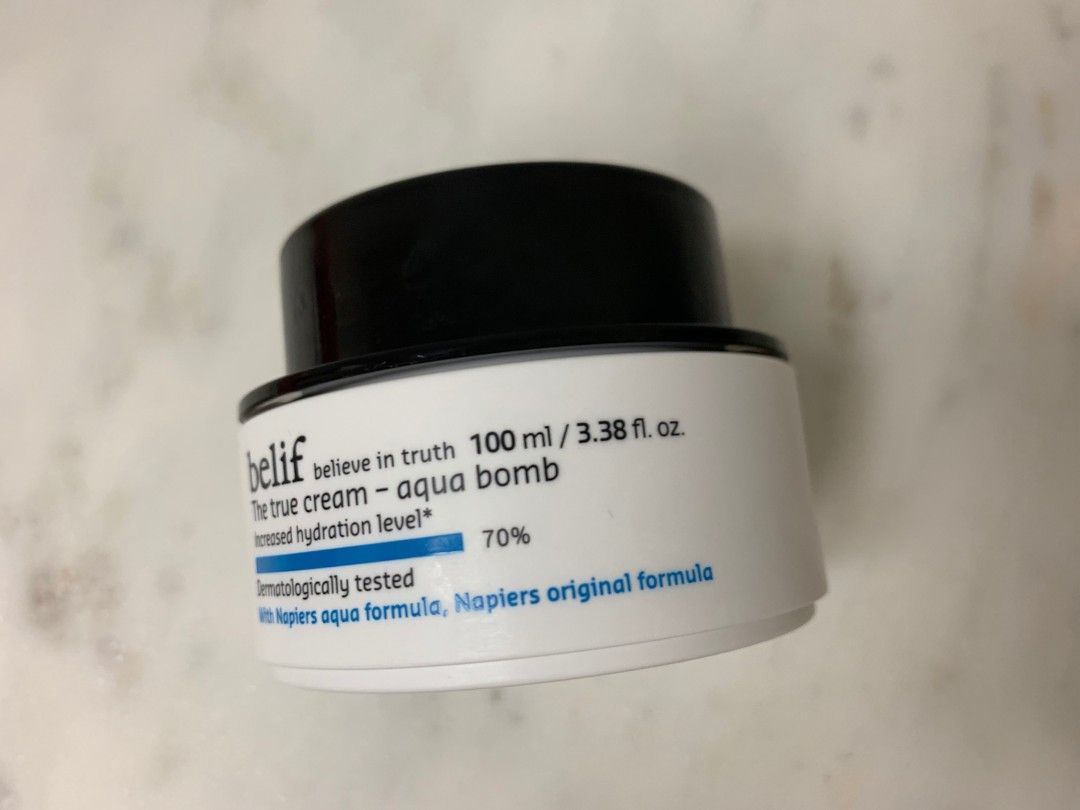 belif believe in truth 100 ml / 3.38 fl. oz.
The true cream – aqua bomb
Increased hydration level*
70%
Dermatologically tested
With Napiers aqua formula, Napiers original formula